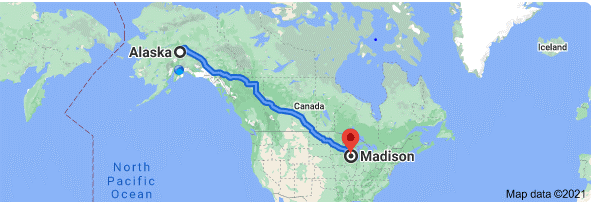 Iceland
Alaska
Canada
Madison
North
Pacific
Ocean
Map data ©2021